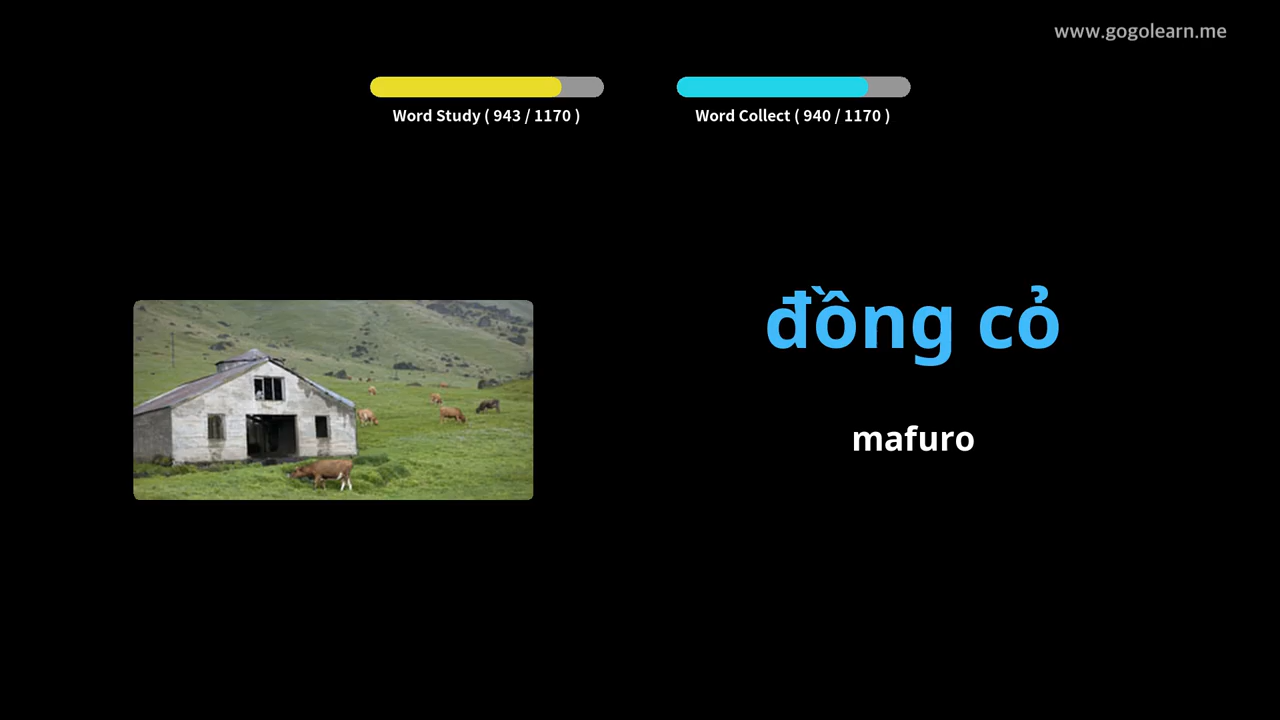 www.gogolearn.me
Word Study ( 943 / 1170 )
Word Collect ( 940 / 1170 )
đồng cỏ
mafuro